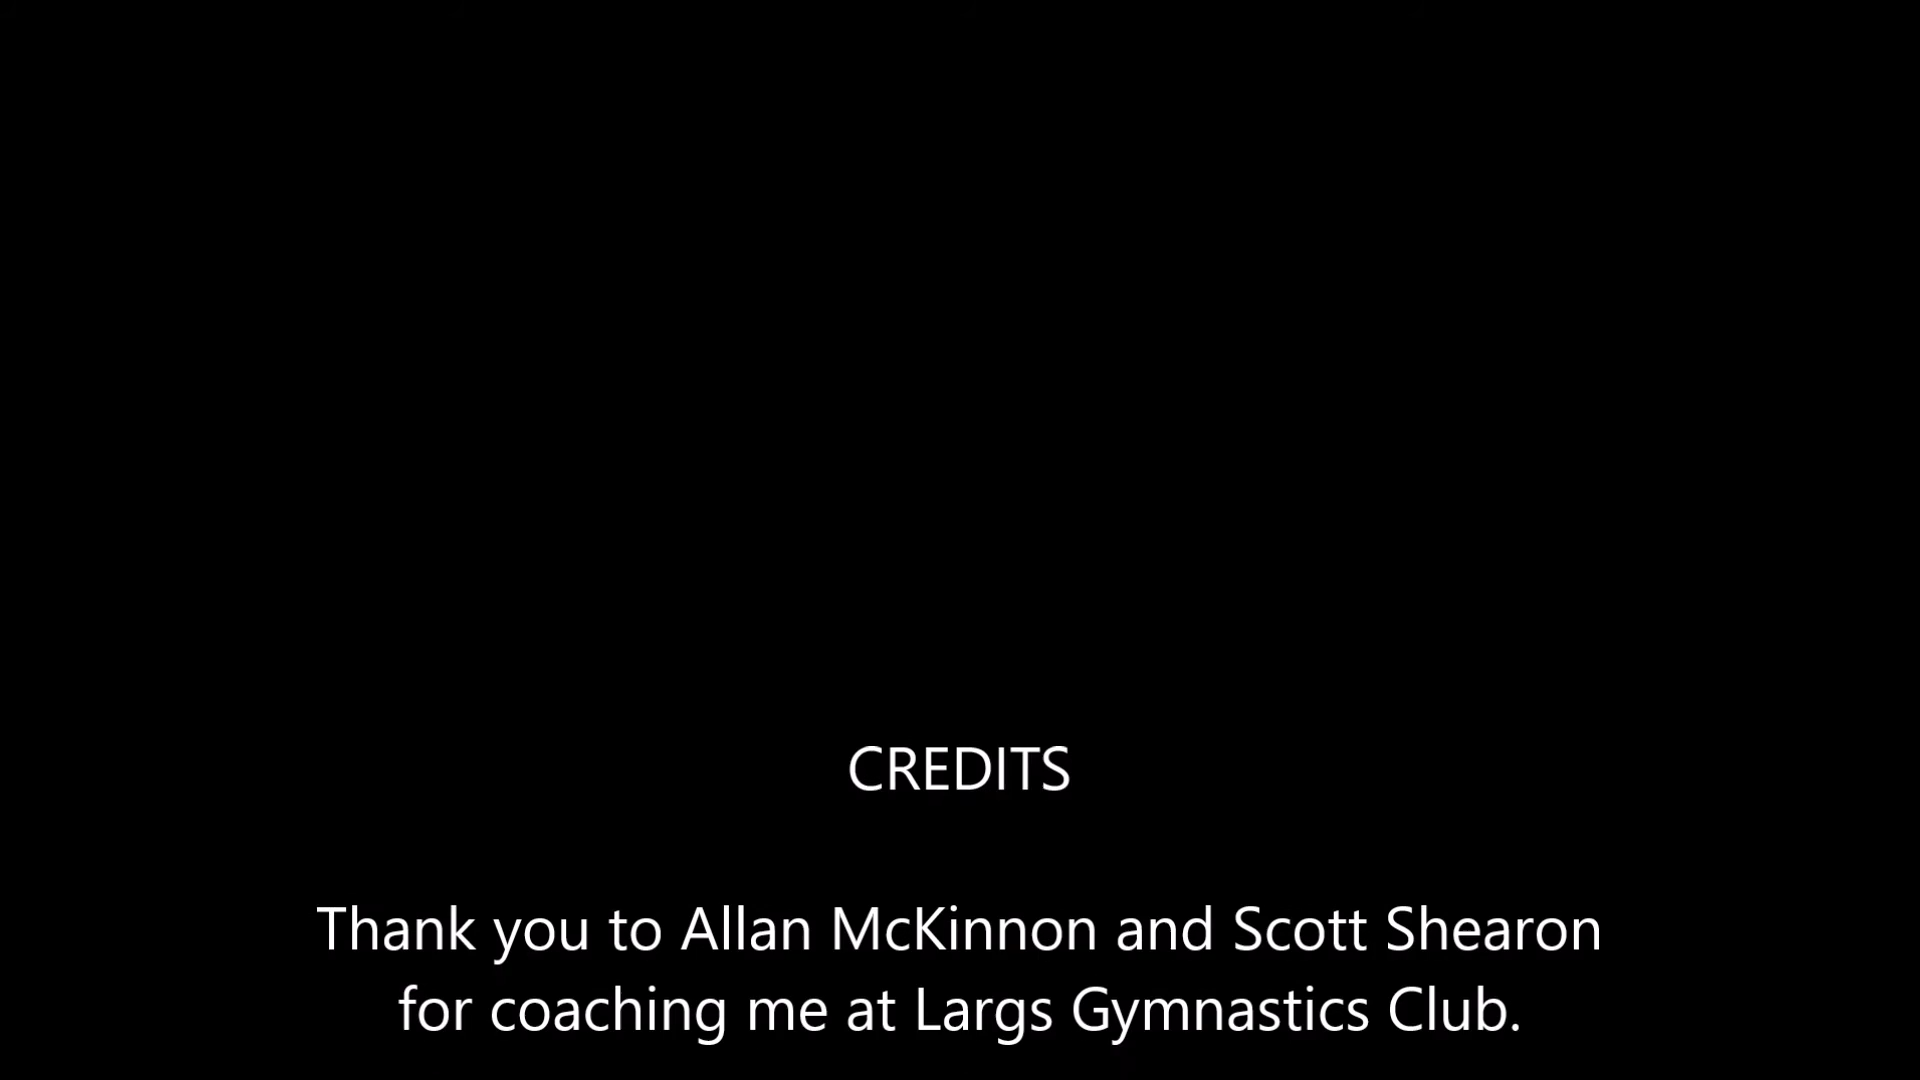 CREDITS
Thank you to Allan McKinnon and Scott Shearon
for coaching me at Largs Gymnastics Club.